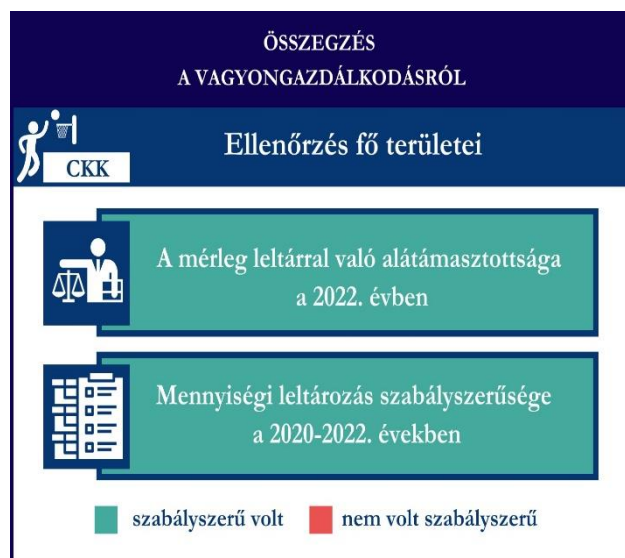 ÖSSZEGZÉS
A VAGYONGAZDÁLKODÁSRÓL
CKK
Ellenőrzés fő területei
A mérleg leltárral való alátámasztottsága
a 2022. évben
Mennyiségi leltározás szabályszerűsége
a 2020-2022. években
szabályszerű volt
nem volt szabályszerű